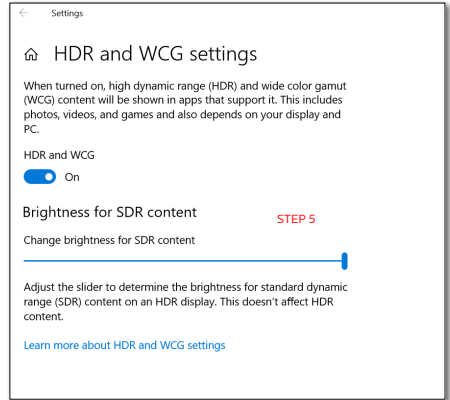 Settings
HDR and WCG settings
When turned on, high dynamic range (HDR) and wide color gamut
(WCG) content will be shown in apps that support it. This includes
photos, videos, and games and also depends on your display and
PC.
HDR and WCG
On
Brightness for SDR content
STEP 5
Change brightness for SDR content
Adjust the slider to determine the brightness for standard dynamic
range (SDR) content on an HDR display. This doesn't affect HDR
content.
Learn more about HDR and WCG settings